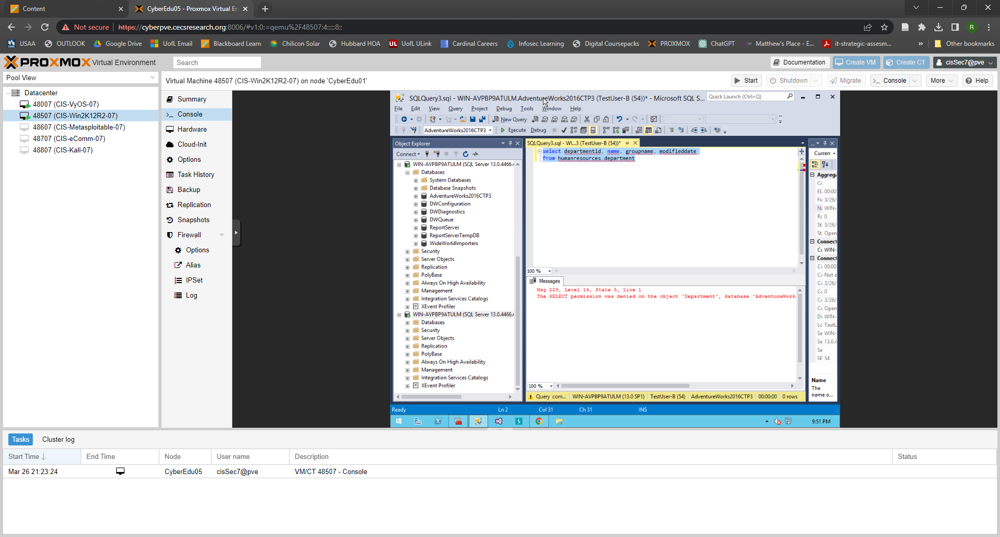 Content
CyberEdu05 - Proxmox Virtual En
Not secure
https://cyberpve.cecsresearch.org:8006/#v1:0:=qemu%2F48507:4:::::8::
R
USAA
OUTLOOK
Google Drive
UofL Email
Blackboard Learn
Chilicon Solar
Hubbard HOA
UL UofL ULink
Cardinal Careers
Infosec Learning
Digital Coursepacks
PROXMOX
ChatGPT
Matthew's Place - E...
it-strategic-assesm...
»
Other bookmarks
PROXMOX Virtual Environment
Search
Documentation
Create VM
Create CT
cisSec7@pve
Pool View
Virtual Machine 48507 (CIS-Win2K12R2-07) on node 'CyberEdu01'
Start
Shutdown
Migrate
Console
More
Help
Datacenter
48007 (CIS-VyOS-07)
48507 (CIS-Win2K12R2-07)
48607 (CIS-Metasploitable-07)
48707 (CIS-eComm-07)
48807 (CIS-Kali-07)
Summary
Console
Hardware
Cloud-Init
Options
Task History
Backup
Replication
Snapshots
Firewall
Options
Alias
IPSet
Log
SQLQuery3.sql - WIN-AVPBP9ATULM.AdventureWorks2016CTP3 (TestUser-B (54))* - Microsoft SQL S...
Quick Launch (Ctrl+Q)
File Edit View Query Project Debug Tools Window Help
New Query
AdventureWorks2016CTP3
Execute Debug
Object Explorer
Connect
WIN-AVPBP9ATULM (SQL Server 13.0.4466.4
Databases
System Databases
Database Snapshots
AdventureWorks2016CTP3
DWConfiguration
DWDiagnostics
DWQueue
ReportServer
ReportServerTempDB
WideWorldImporters
Security
Server Objects
Replication
PolyBase
Always On High Availability
Management
Integration Services Catalogs
XEvent Profiler
WIN-AVPBP9ATULM (SQL Server 13.0.4466.4
Databases
Security
Server Objects
Replication
PolyBase
Always On High Availability
Management
Integration Services Catalogs
XEvent Profiler
SQLQuery3.sql - WI...3 (TestUser-B (54))*
select departmentid, name, groupname, modifieddate
from humanresources.department
100 %
Messages
Msg 229, Level 14, State 5, Line 1
The SELECT permission was denied on the object 'Department', database 'AdventureWork
100 %
Query com...
WIN-AVPBP9ATULM (13.0 SP1)
TestUser-B (54)
AdventureWorks2016CTP3
00:00:00
0 rows
...
Curren
Aggrega
El 00:00
Fi 3/26/
WIN-
0
St 3/26/
St Open
Connect
WIN-
Connect
00:00
Not e
3/26/
0
3/26/
Open
Di WIN-
TestU
Se WIN-
Se 13.0.4
Se
SF 54
Name
The
name o...
Ready
Ln 2
Col 31
Ch 31
INS
9:51 PM
Tasks
Cluster log
Start Time
End Time
Node
User name
Description
Status
Mar 26 21:23:24
CyberEdu05
cisSec7@pve
VM/CT 48507 - Console